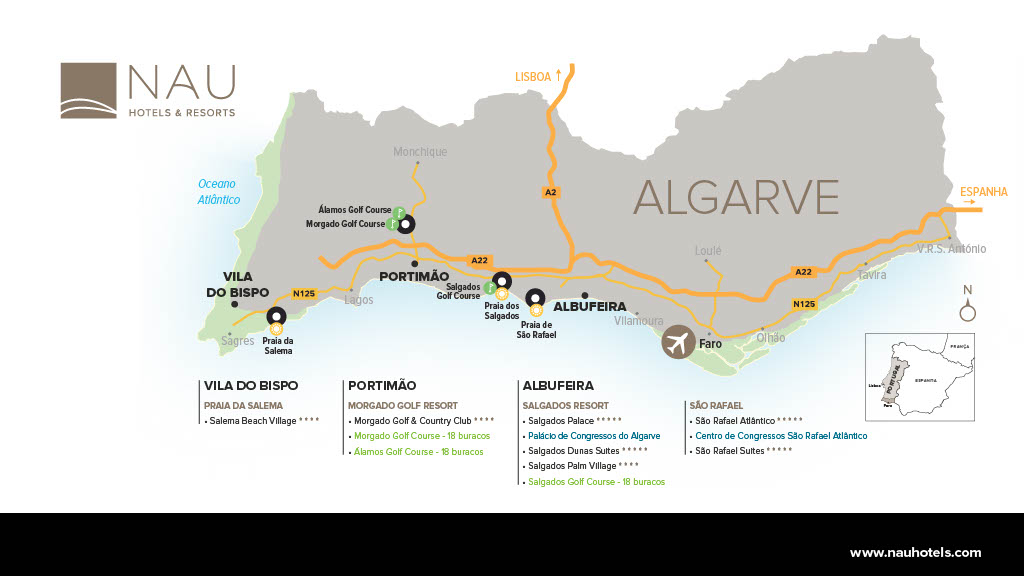 NAU
HOTELS & RESORTS
LISBOA
Oceano
Atlântico
Monchique
Álamos Golf Course
Morgado Golf Course
A2
ALGARVE
ESPANHA
A22
PORTIMÃO
VILA
DO BISPO
N125
Lagos
Salgados
Golf Course
Praia dos
Salgados
Praia de
São Rafael
ALBUFEIRA
Vilamoura
Loulé
A22
Tavira
V.R.S. António
N125
Olhão
Faro
Sagres
Praia da
Salema
N
FRANÇA
ESPANHA
PORTUGAL
Lisboa
Faro
VILA DO BISPO
PRAIA DA SALEMA
• Salema Beach Village * * * *
PORTIMÃO
MORGADO GOLF RESORT
• Morgado Golf & Country Club * * * *
• Morgado Golf Course - 18 buracos
• Álamos Golf Course - 18 buracos
ALBUFEIRA
SALGADOS RESORT
• Salgados Palace * * * * *
• Palácio de Congressos do Algarve
• Salgados Dunas Suites * * * * *
• Salgados Palm Village * * * *
• Salgados Golf Course - 18 buracos
SÃO RAFAEL
• São Rafael Atlântico * * * * *
• Centro de Congressos São Rafael Atlântico
• São Rafael Suites * * * * *
www.nauhotels.com